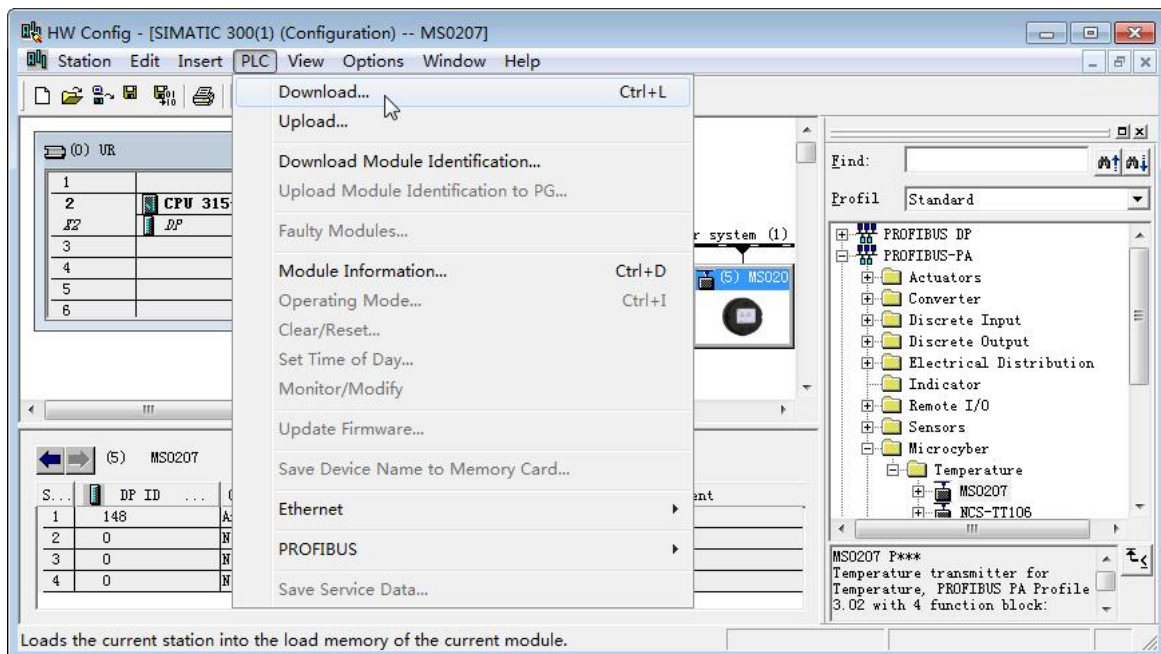 HW Config - [SIMATIC 300(1) (Configuration) -- MS0207]
Station Edit Insert PLC View Options Window Help
Download... Ctrl+L
Upload...
Download Module Identification...
Upload Module Identification to PG...
Faulty Modules...
Module Information... Ctrl+D
Operating Mode... Ctrl+I
Clear/Reset...
Set Time of Day...
Monitor/Modify
Update Firmware...
Save Device Name to Memory Card...
Ethernet
PROFIBUS
Save Service Data...
(0) UR
1
2 CPU 315-
X2 DP
3
4
5
6
system (1)
(5) MS020
(5) MS0207
S... DP ID ...
1 148 A
2 0 N
3 0 N
4 0 N
Find:
Profil Standard
PROFIBUS DP
PROFIBUS-PA
Actuators
Converter
Discrete Input
Discrete Output
Electrical Distribution
Indicator
Remote I/O
Sensors
Microcyber
Temperature
MS0207
NCS-TT106
MS0207 P***
Temperature transmitter for
Temperature, PROFIBUS PA Profile
3.02 with 4 function block:
Loads the current station into the load memory of the current module.